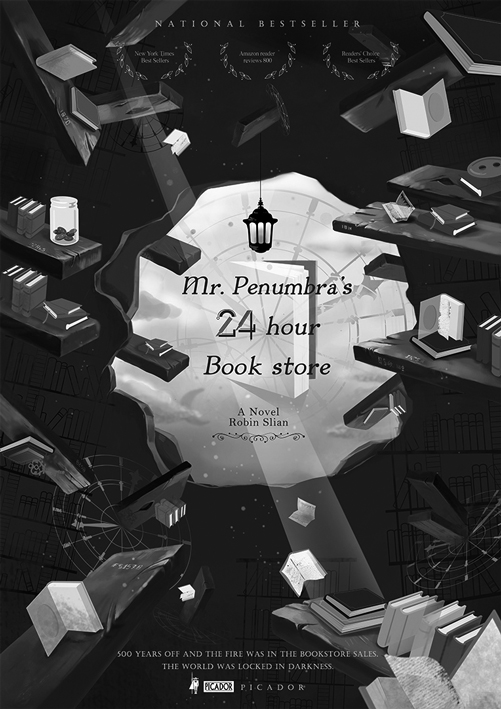 NATIONAL BESTSELLER
New York Times
Best Sellers
Amazon reader
reviews 800
Readers' Choice
Best Sellers
Mr. Penumbra's
24 hour
Book store
A Novel
Robin Slian
500 YEARS OFF AND THE FIRE WAS IN THE BOOKSTORE SALES.
THE WORLD WAS LOCKED IN DARKNESS.
PICADOR PICADOR